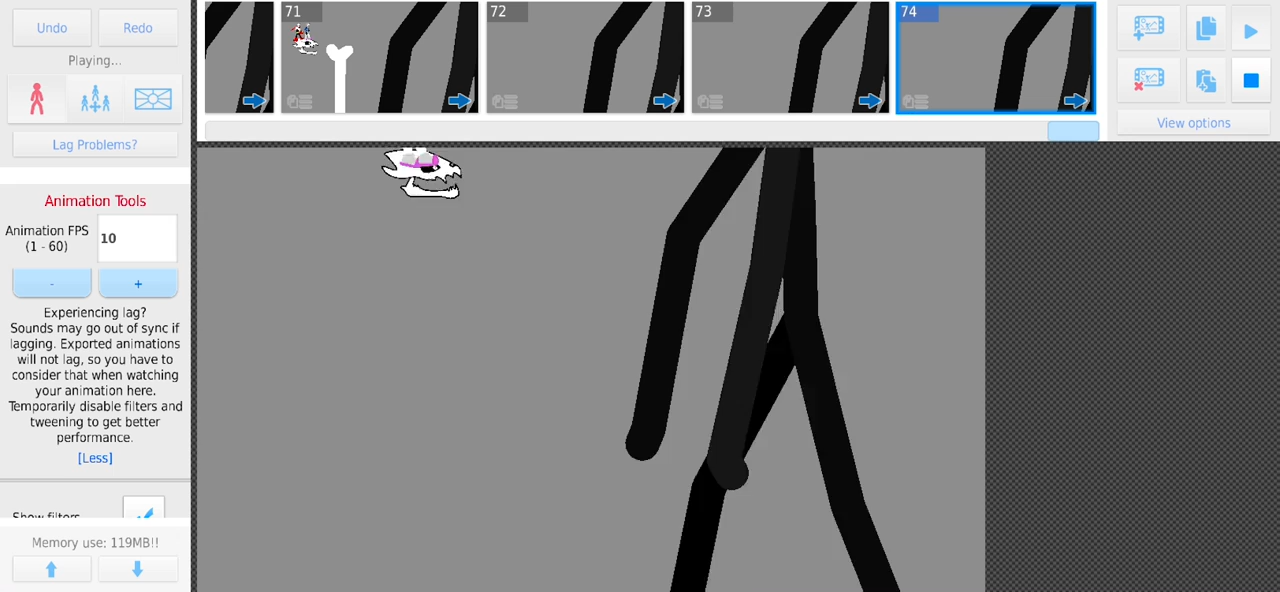 Undo
Redo
Playing...
Lag Problems?
Animation Tools
Animation FPS
(1 - 60)
10
-
+
Experiencing lag?
Sounds may go out of sync if
lagging. Exported animations
will not lag, so you have to
consider that when watching
your animation here.
Temporarily disable filters and
tweening to get better
performance.
[Less]
Show filters
Memory use: 119MB!!
71
72
73
74
View options